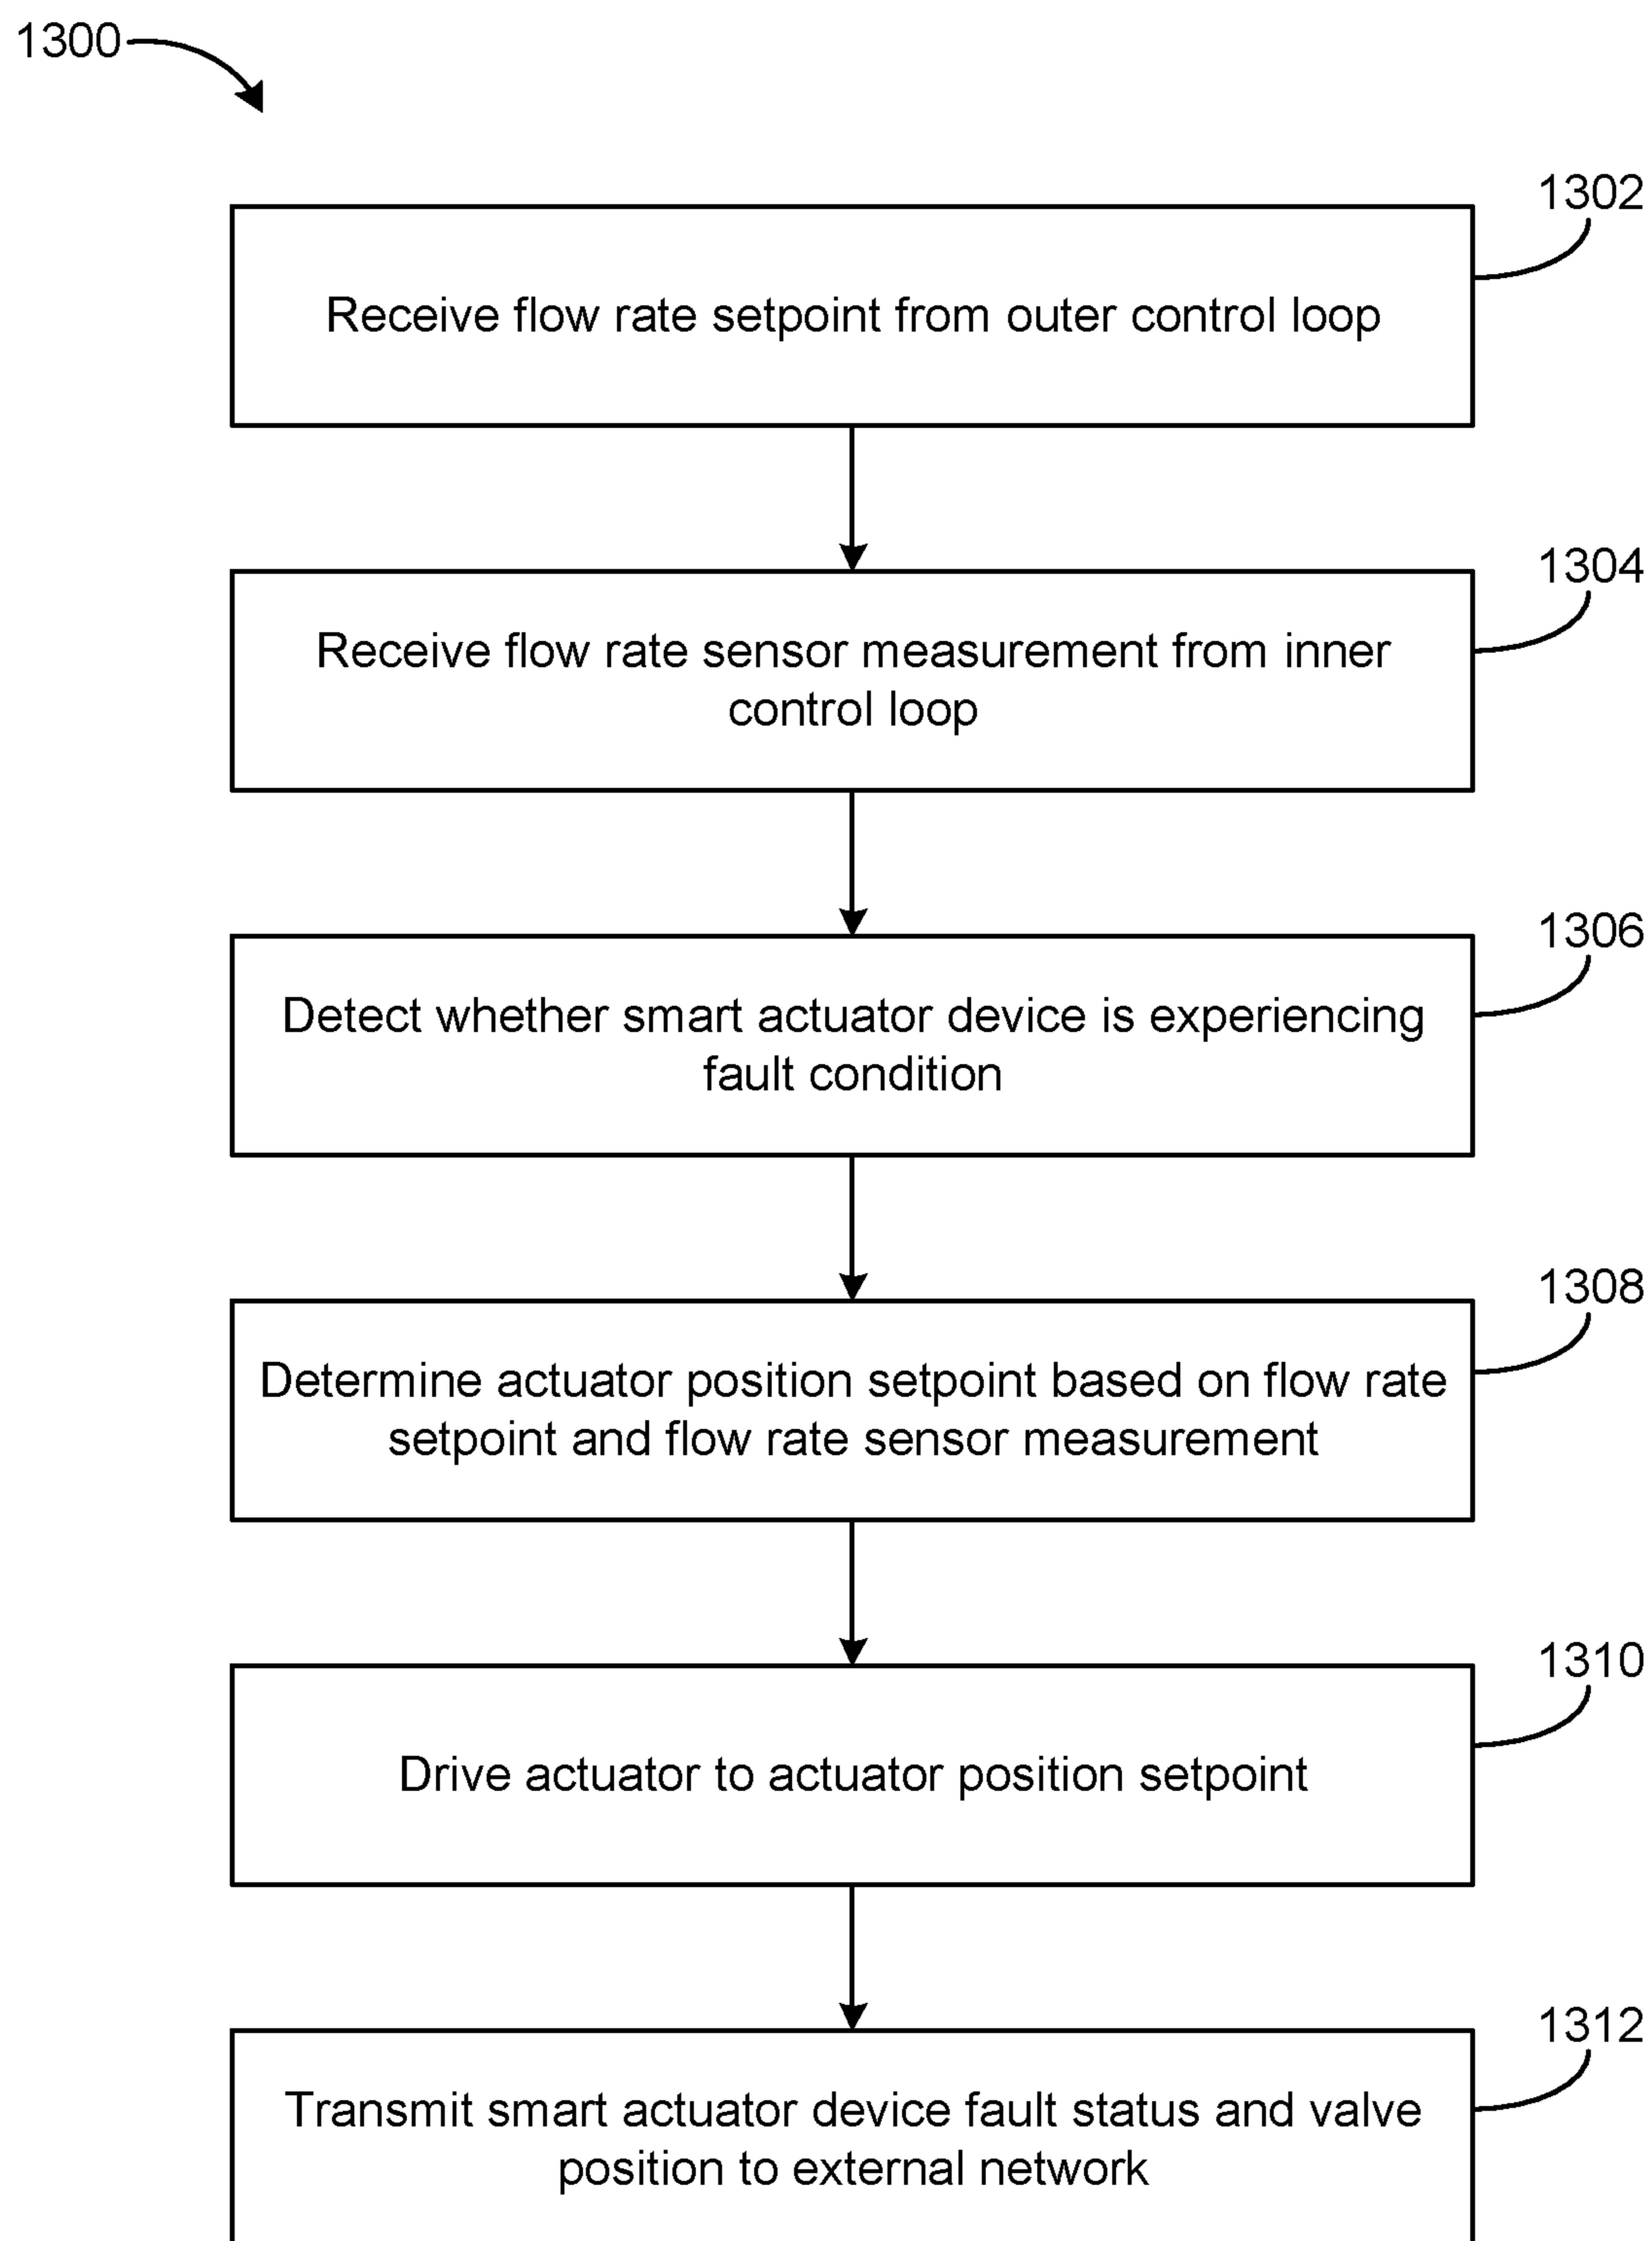 1300
1302
Receive flow rate setpoint from outer control loop
1304
Receive flow rate sensor measurement from inner
control loop
1306
Detect whether smart actuator device is experiencing
fault condition
1308
Determine actuator position setpoint based on flow rate
setpoint and flow rate sensor measurement
1310
Drive actuator to actuator position setpoint
1312
Transmit smart actuator device fault status and valve
position to external network